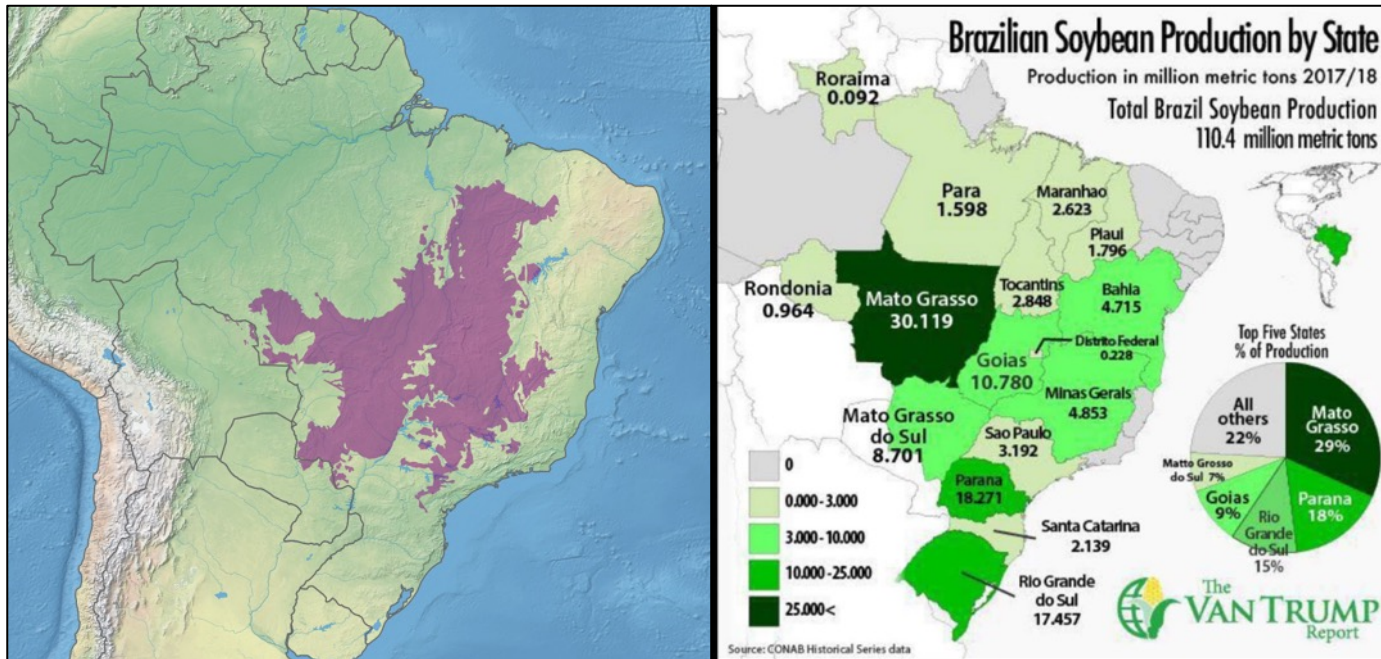 Brazilian Soybean Production by State
Production in million metric tons 2017/18
Total Brazil Soybean Production
110.4 million metric tons
Roraima
0.092
Para
1.598
Maranhao
2.623
Piaui
1.796
Rondonia
0.964
Mato Grasso
30.119
Tocantins
2.848
Bahia
4.715
Distrito Federal
0.228
Goias
10.780
Minas Gerais
4.853
Mato Grasso
do Sul
8.701
Sao Paulo
3.192
Parana
18.271
Santa Catarina
2.139
Rio Grande
do Sul
17.457
0
0.000 - 3.000
3.000 - 10.000
10.000 - 25.000
25.000<
Top Five States
% of Production
All
others
22%
Mato
Grasso
29%
Matto Grosso
do Sul 7%
Goias
9%
Rio
Grande
do Sul
15%
Parana
18%
The
VAN TRUMP
Report
Source: CONAB Historical Series data